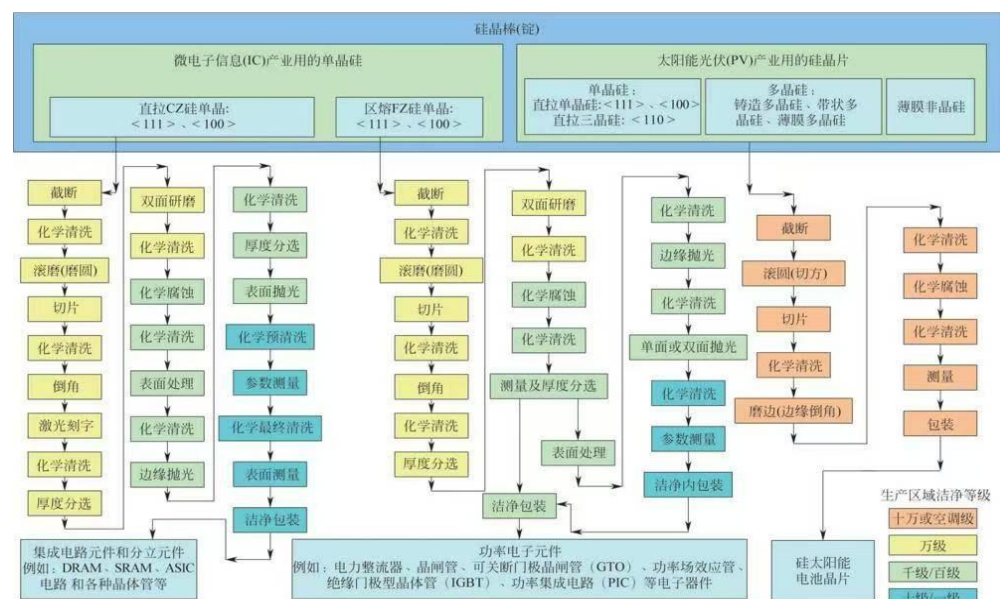 硅晶棒(锭)
微电子信息(IC)产业用的单晶硅
直拉CZ硅单晶:
<111>、<100>
区熔FZ硅单晶:
<111>、<100>
太阳能光伏(PV)产业用的硅晶片
单晶硅：
直拉单晶硅:<111>、<100>
直拉三晶硅: <110>
多晶硅：
铸造多晶硅、带状多
晶硅、薄膜多晶硅
薄膜非晶硅
截断
化学清洗
滚磨(磨圆)
切片
化学清洗
倒角
激光刻字
化学清洗
厚度分选
双面研磨
化学清洗
化学腐蚀
化学清洗
表面处理
化学清洗
边缘抛光
化学清洗
厚度分选
表面抛光
化学预清洗
参数测量
化学最终清洗
表面测量
洁净包装
集成电路元件和分立元件
例如: DRAM、SRAM、ASIC
电路 和各种晶体管等
截断
化学清洗
滚磨(磨圆)
切片
化学清洗
倒角
化学清洗
厚度分选
双面研磨
化学清洗
化学腐蚀
化学清洗
测量及厚度分选
表面处理
洁净包装
化学清洗
边缘抛光
化学清洗
单面或双面抛光
化学清洗
参数测量
洁净内包装
功率电子元件
例如：电力整流器、晶闸管、可关断门极晶闸管（GTO）、功率场效应管、
绝缘门极型晶体管（IGBT）、功率集成电路（PIC）等电子器件
截断
滚圆(切方)
切片
化学清洗
磨边(边缘倒角)
化学清洗
化学腐蚀
化学清洗
测量
包装
硅太阳能
电池晶片
生产区域洁净等级
十万或空调级
万级
千级/百级
十级/一级